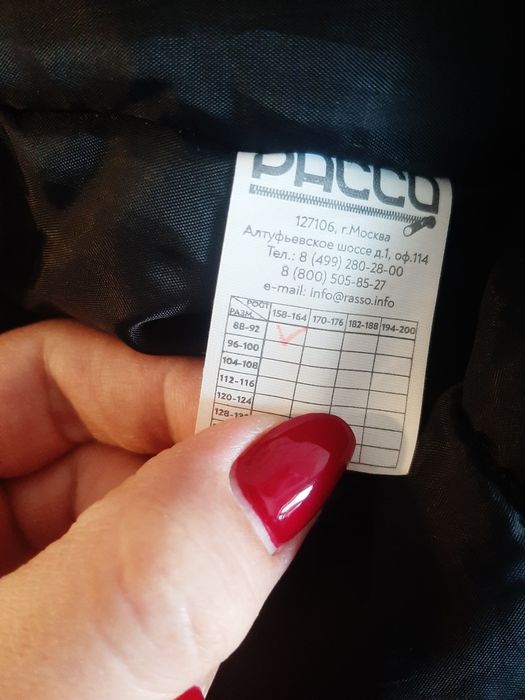 РАССО
127106, г.Москва
Алтуфьевское шоссе д.1, оф.114
Тел.: 8 (499) 280-28-00
8 (800) 505-85-27
e-mail: info@rasso.info
РОСТ
РАЗМ. 158-164 170-176 182-188 194-200
88-92
96-100
104-108
112-116
120-124